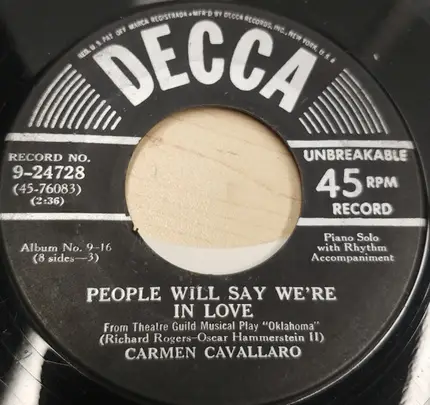 REG. U.S. PAT. OFF. MARCA REGISTRADA • MF'D BY DECCA RECORDS, INC., NEW YORK, U.S.A.
DECCA
RECORD NO.
9-24728
(45-76083)
(2:36)
UNBREAKABLE
45 RPM
RECORD
Album No. 9-16
(8 sides—3)
Piano Solo
with Rhythm
Accompaniment
PEOPLE WILL SAY WE'RE
IN LOVE
From Theatre Guild Musical Play "Oklahoma"
(Richard Rogers-Oscar Hammerstein II)
CARMEN CAVALLARO